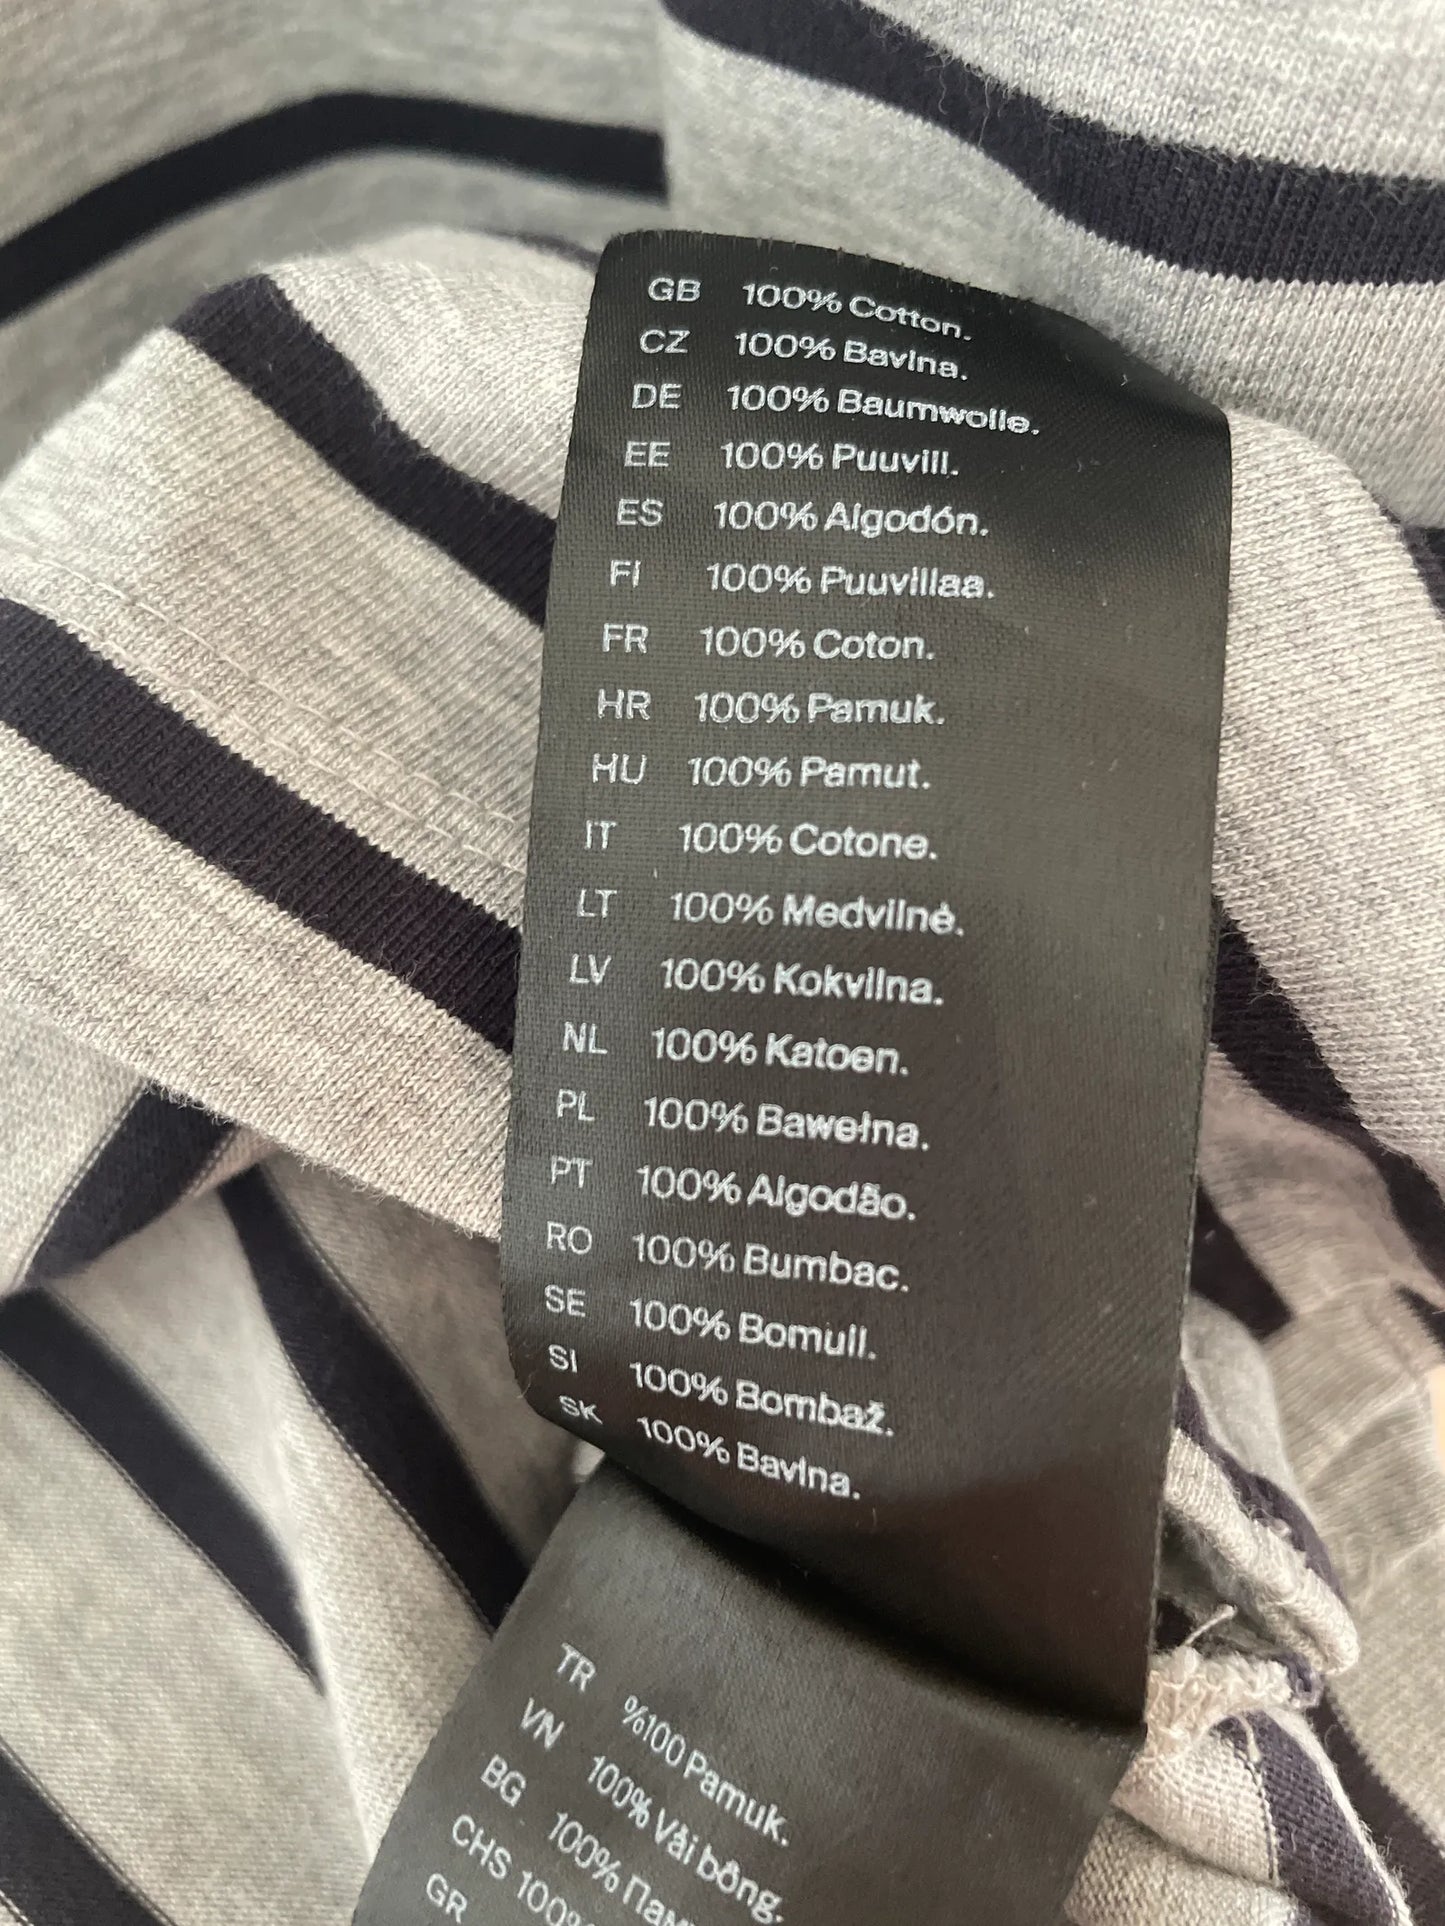 GB 100% Cotton.
CZ 100% Bavlna.
DE 100% Baumwolle.
EE 100% Puuvill.
ES 100% Algodón.
FI 100% Puuvillaa.
FR 100% Coton.
HR 100% Pamuk.
HU 100% Pamut.
IT 100% Cotone.
LT 100% Medvilnė.
LV 100% Kokvilna.
NL 100% Katoen.
PL 100% Bawełna.
PT 100% Algodão.
RO 100% Bumbac.
SE 100% Bomull.
SI 100% Bombaž.
SK 100% Bavlna.
TR %100 Pamuk.
VN 100% Vải bông.
BG 100%
CHS 100%
GR